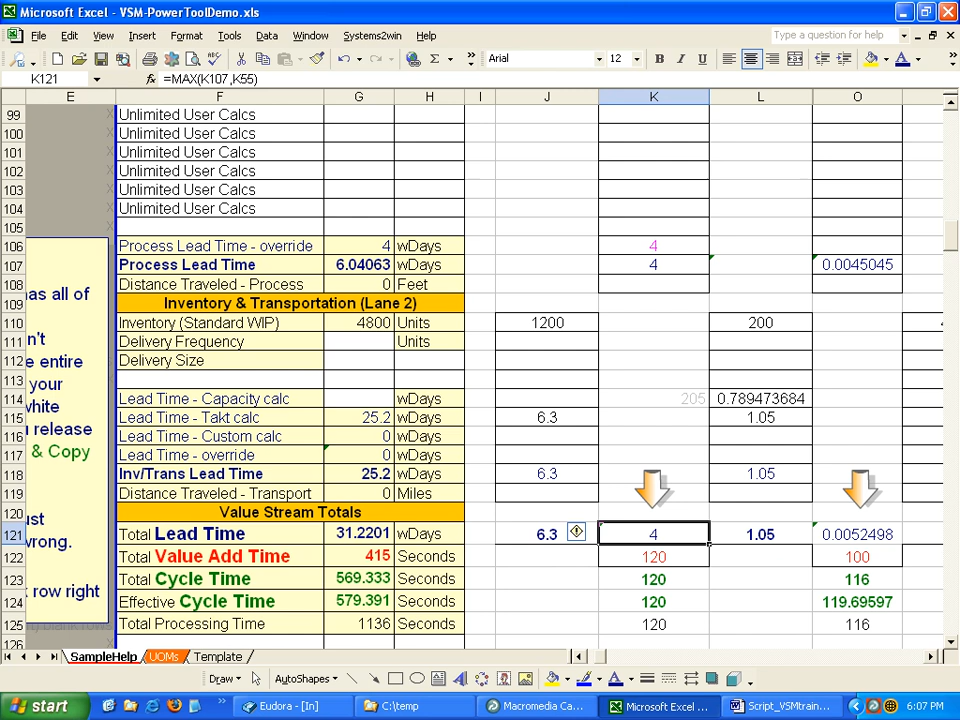 Microsoft Excel - VSM-PowerToolDemo.xls
File Edit View Insert Format Tools Data Window Systems2win Help Type a question for help
Arial 12 B I U
K121 fx =MAX(K107,K55)
E F G H I J K L O
99 Unlimited User Calcs
100 Unlimited User Calcs
101 Unlimited User Calcs
102 Unlimited User Calcs
103 Unlimited User Calcs
104 Unlimited User Calcs
105
106 Process Lead Time - override 4 wDays 4
107 Process Lead Time 6.04063 wDays 4 0.0045045
108 Distance Traveled - Process 0 Feet
as all of 109 Inventory & Transportation (Lane 2)
110 Inventory (Standard WIP) 4800 Units 1200 200
n't 111 Delivery Frequency Units
e entire 112 Delivery Size
your 113
white 114 Lead Time - Capacity calc wDays 205 0.789473684
release 115 Lead Time - Takt calc 25.2 wDays 6.3 1.05
116 Lead Time - Custom calc 0 wDays
& Copy 117 Lead Time - override 0 wDays
118 Inv/Trans Lead Time 25.2 wDays 6.3 1.05
119 Distance Traveled - Transport 0 Miles
ust 120 Value Stream Totals
wrong. 121 Total Lead Time 31.2201 wDays 6.3 4 1.05 0.0052498
122 Total Value Add Time 415 Seconds 120 100
123 Total Cycle Time 569.333 Seconds 120 116
row right 124 Effective Cycle Time 579.391 Seconds 120 119.69597
125 Total Processing Time 1136 Seconds 120 116
126
SampleHelp UOMs Template
Draw AutoShapes
start Eudora - [In] C:\temp Macromedia Ca... Microsoft Excel ... Script_VSMtrain... 6:07 PM